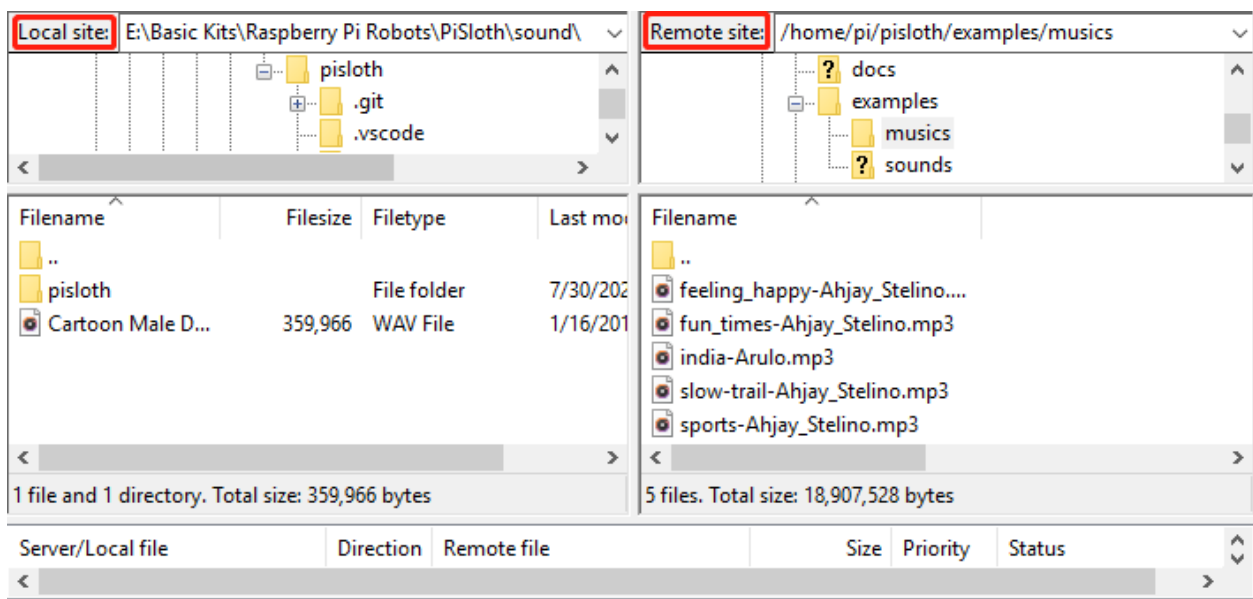 Local site: E:\Basic Kits\Raspberry Pi Robots\PiSloth\sound\
pisloth
.git
.vscode
Filename Filesize Filetype Last mo
..
pisloth File folder 7/30/202
Cartoon Male D... 359,966 WAV File 1/16/201
1 file and 1 directory. Total size: 359,966 bytes
Remote site: /home/pi/pisloth/examples/musics
? docs
examples
musics
? sounds
Filename
..
feeling_happy-Ahjay_Stelino....
fun_times-Ahjay_Stelino.mp3
india-Arulo.mp3
slow-trail-Ahjay_Stelino.mp3
sports-Ahjay_Stelino.mp3
5 files. Total size: 18,907,528 bytes
Server/Local file Direction Remote file Size Priority Status